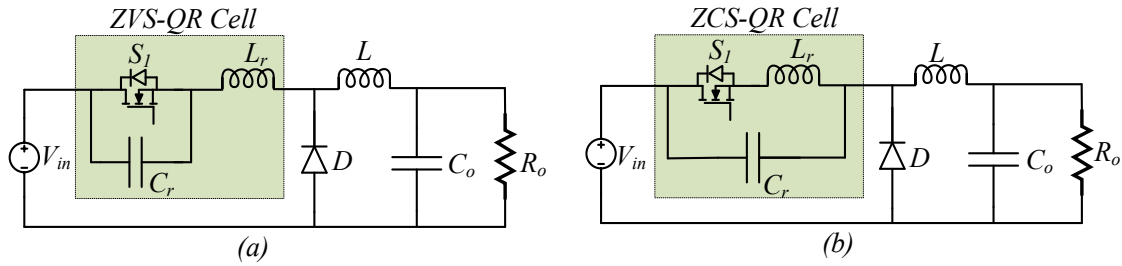 ZVS-QR Cell
S1
Lr
L
Vin
Cr
D
Co
Ro
(a)
ZCS-QR Cell
S1
Lr
L
Vin
Cr
D
Co
Ro
(b)